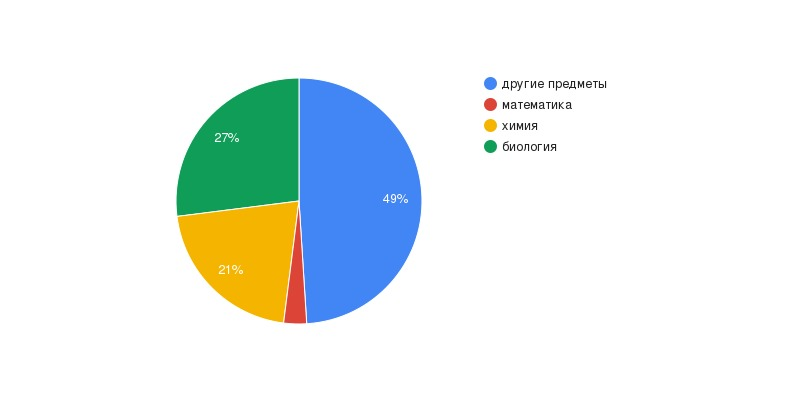 другие предметы
математика
химия
биология
27%
49%
21%